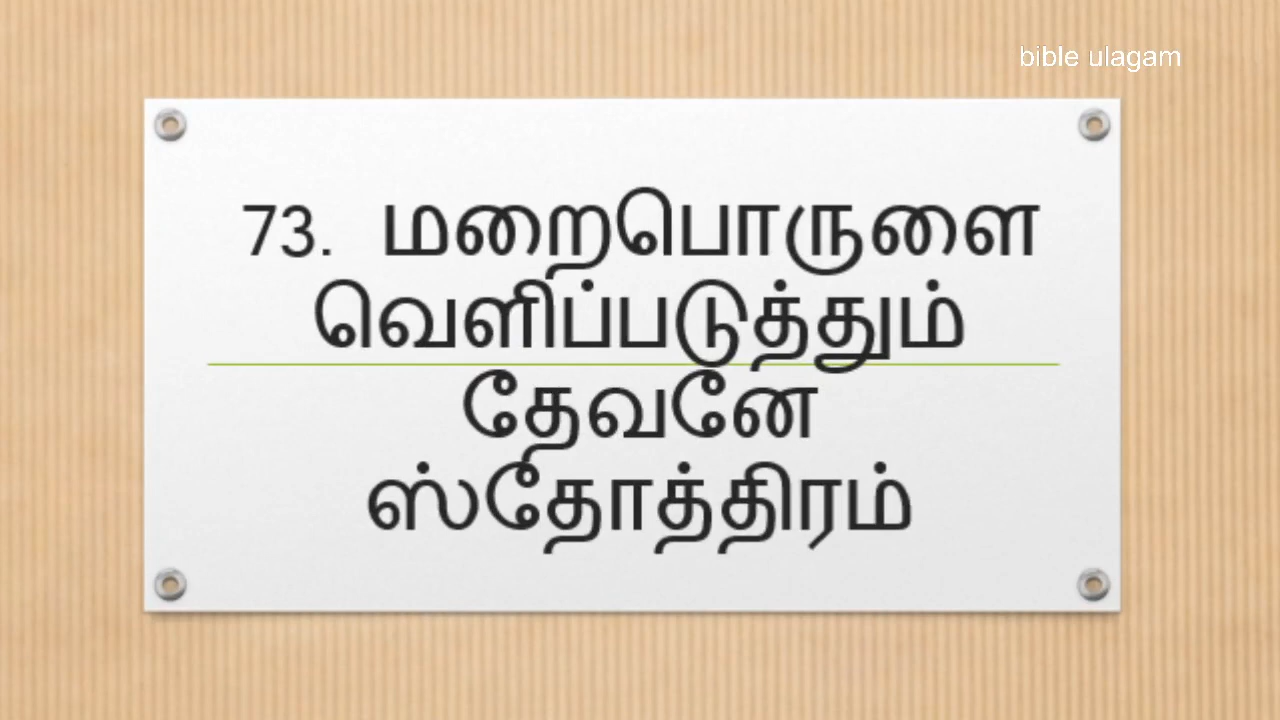 bible ulagam
73. மறைபொருளை
வெளிப்படுத்தும்
தேவனே
ஸ்தோத்திரம்